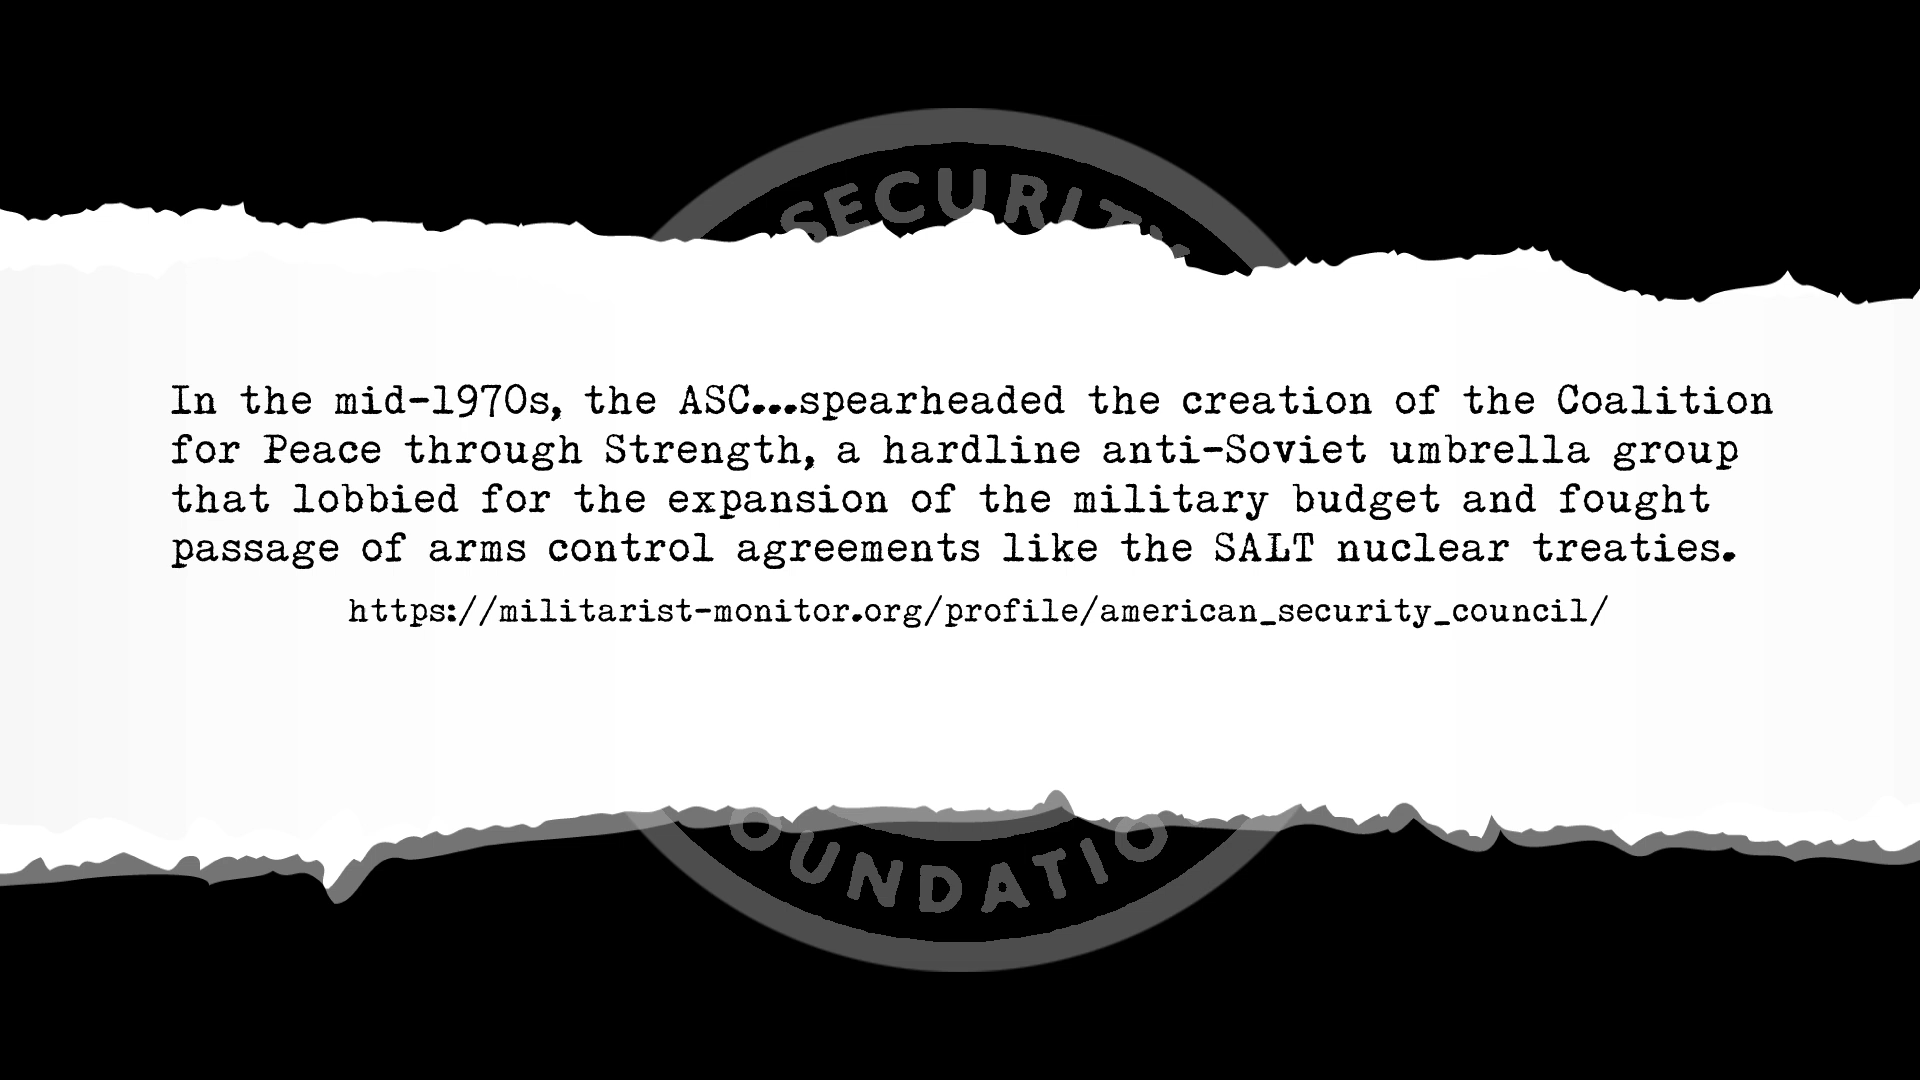 SECURITY
In the mid-1970s, the ASC...spearheaded the creation of the Coalition
for Peace through Strength, a hardline anti-Soviet umbrella group
that lobbied for the expansion of the military budget and fought
passage of arms control agreements like the SALT nuclear treaties.
https://militarist-monitor.org/profile/american_security_council/
OUNDATIO